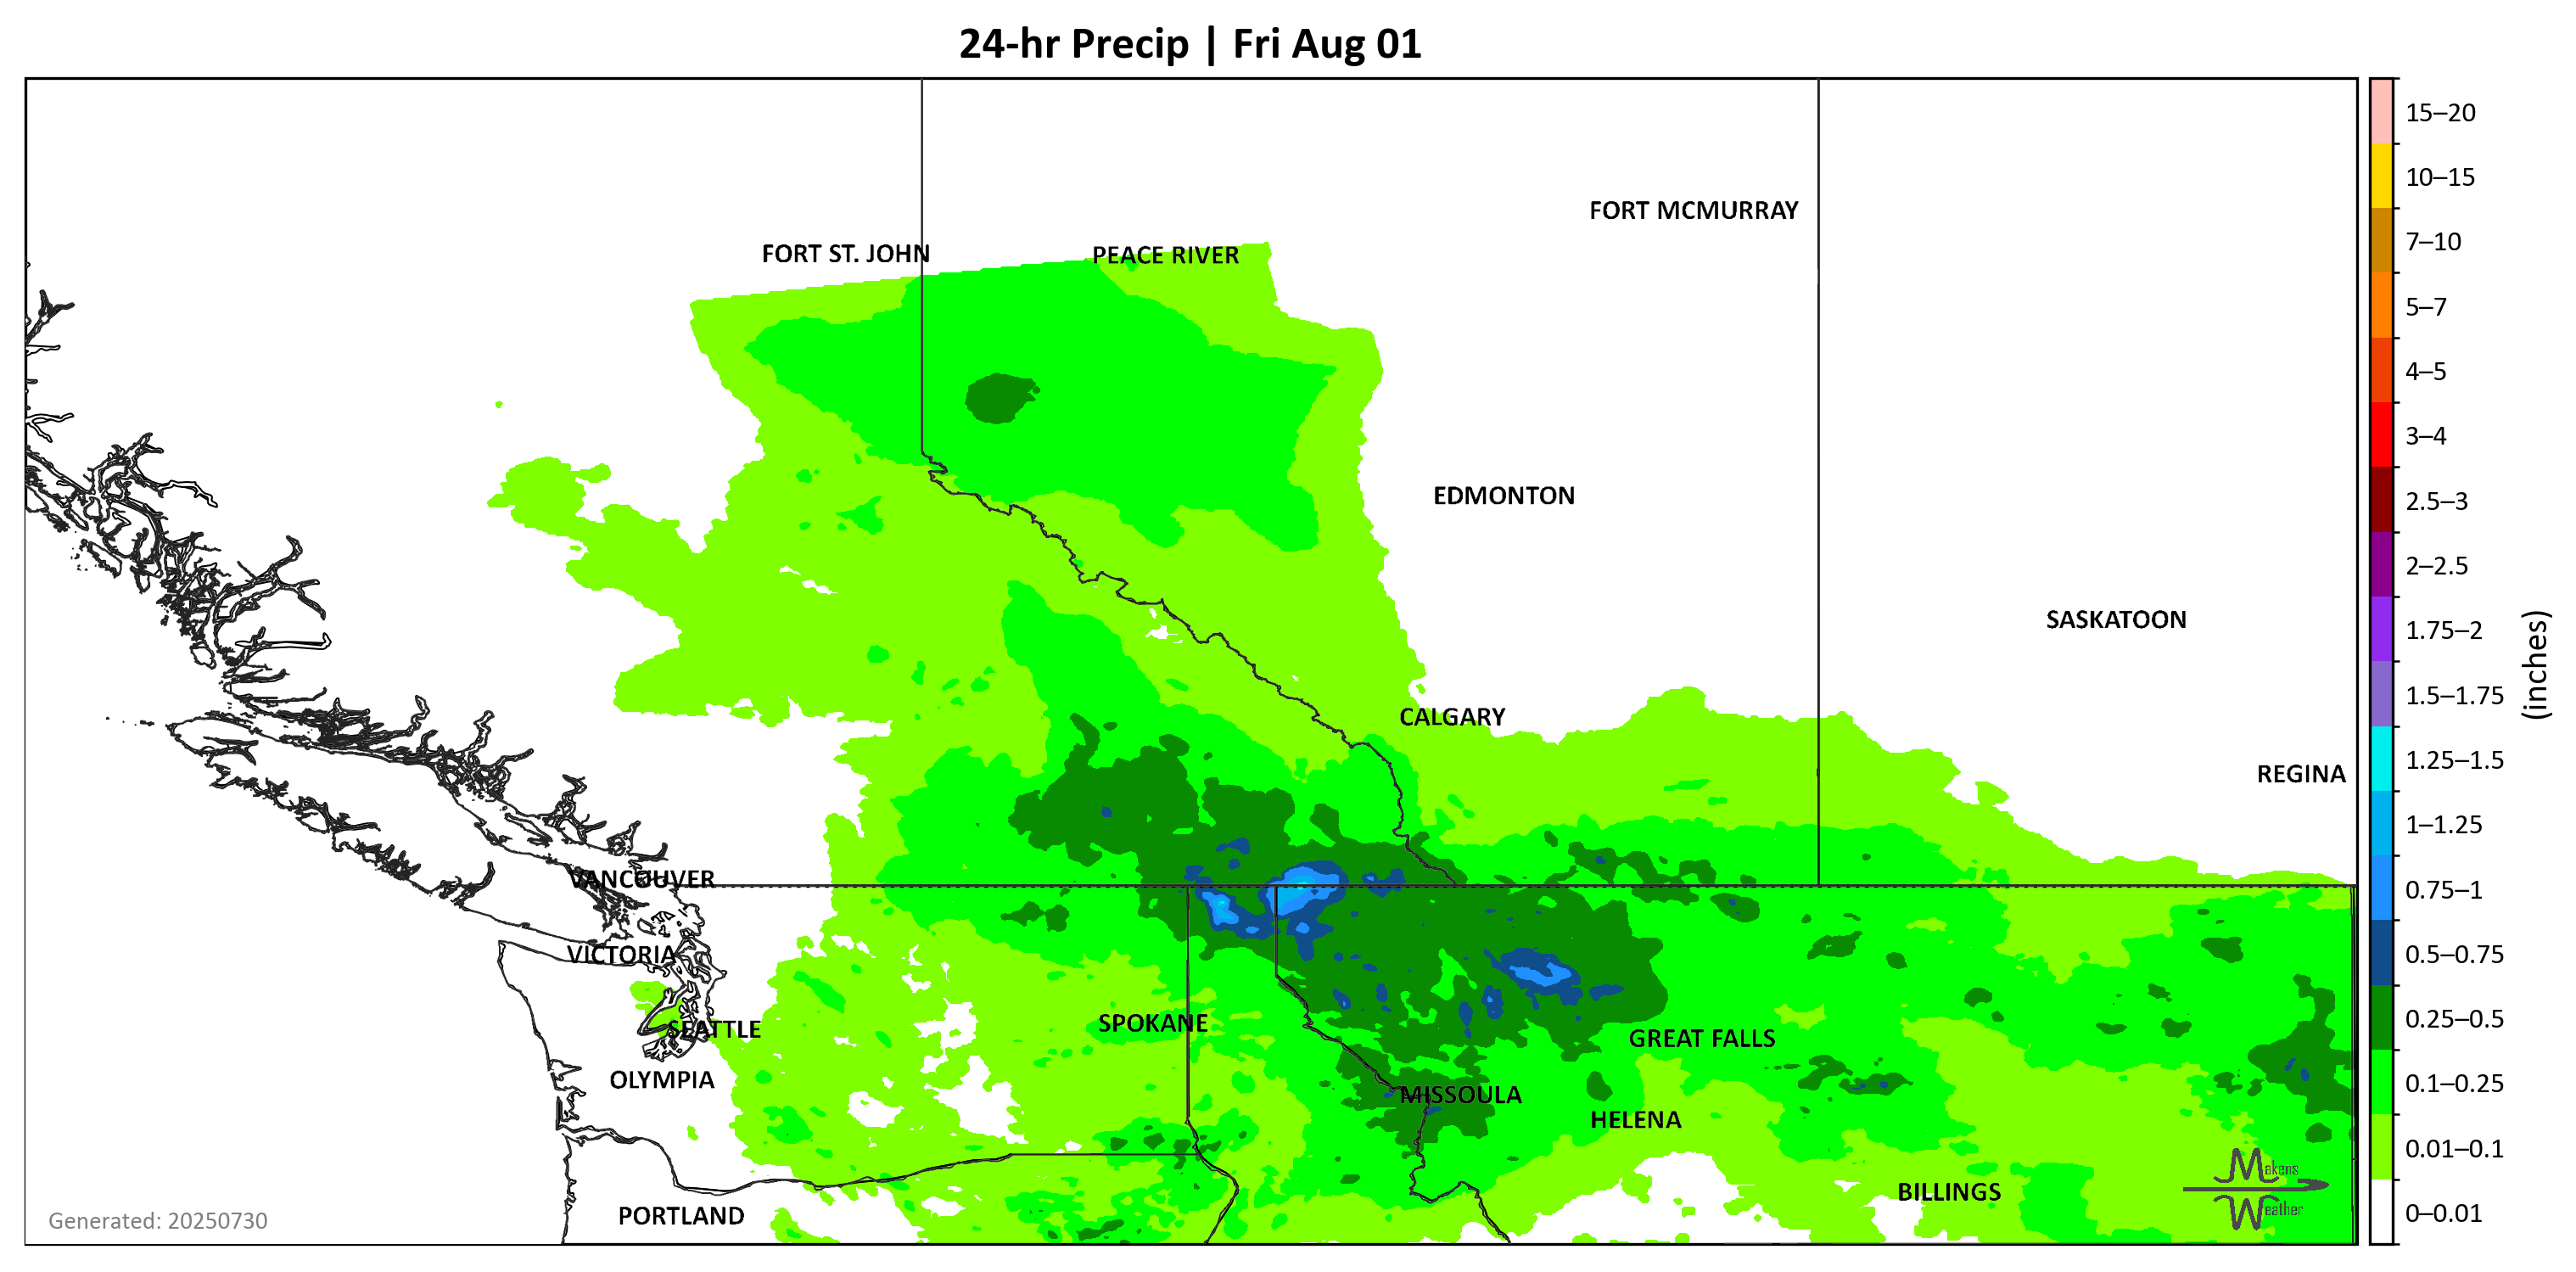 24-hr Precip | Fri Aug 01
FORT MCMURRAY
FORT ST. JOHN
PEACE RIVER
EDMONTON
SASKATOON
CALGARY
REGINA
VANCOUVER
VICTORIA
SPOKANE
SEATTLE
GREAT FALLS
OLYMPIA
MISSOULA
HELENA
BILLINGS
PORTLAND
Generated: 20250730
Makens
Weather
15–20
10–15
7–10
5–7
4–5
3–4
2.5–3
2–2.5
1.75–2
1.5–1.75
1.25–1.5
1–1.25
0.75–1
0.5–0.75
0.25–0.5
0.1–0.25
0.01–0.1
0–0.01
(inches)